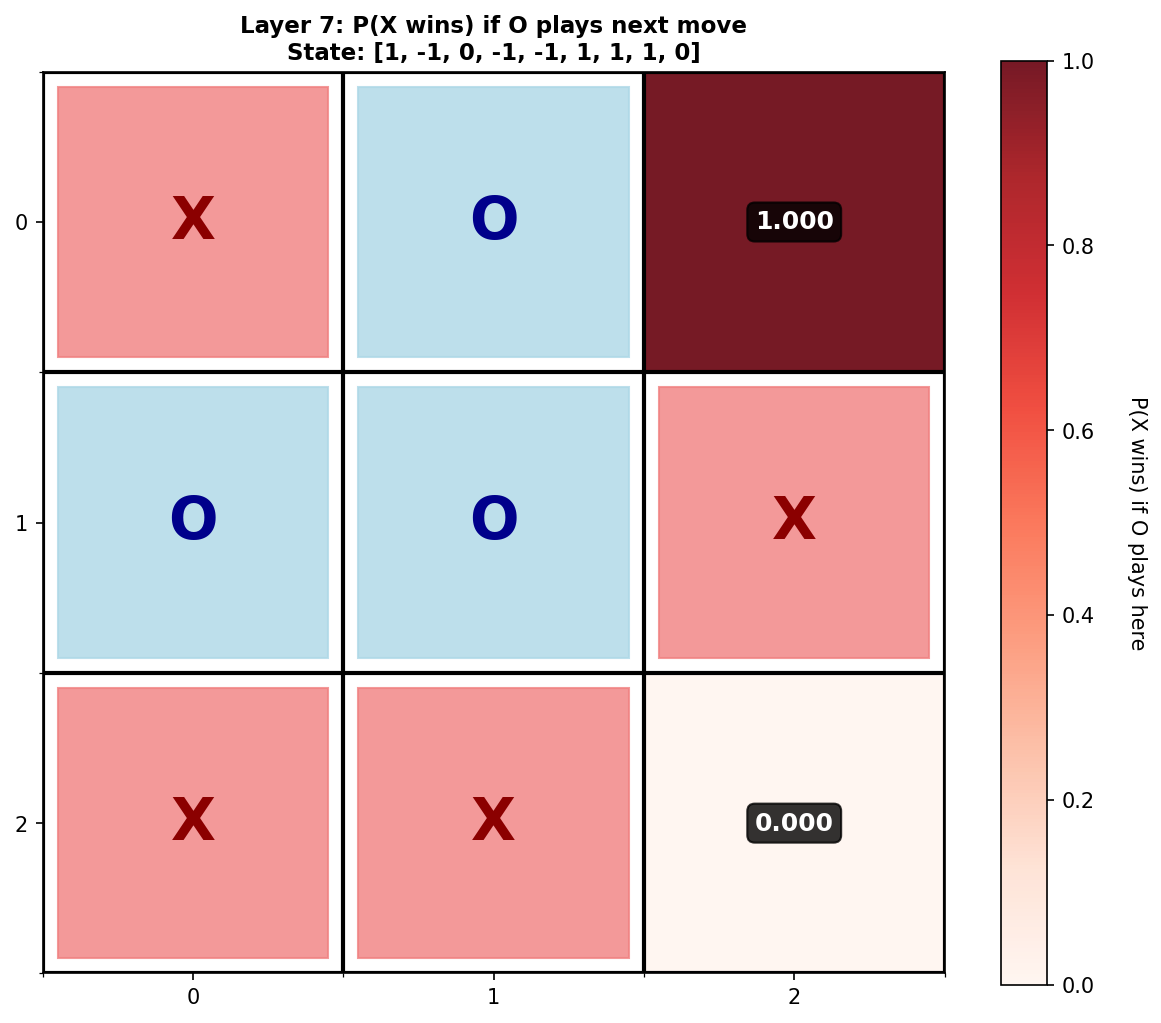 Layer 7: P(X wins) if O plays next move
State: [1, -1, 0, -1, -1, 1, 1, 1, 0]
0
X
O
1.000
1
O
O
X
2
X
X
0.000
0
1
2
1.0
0.8
0.6
0.4
0.2
0.0
P(X wins) if O plays here